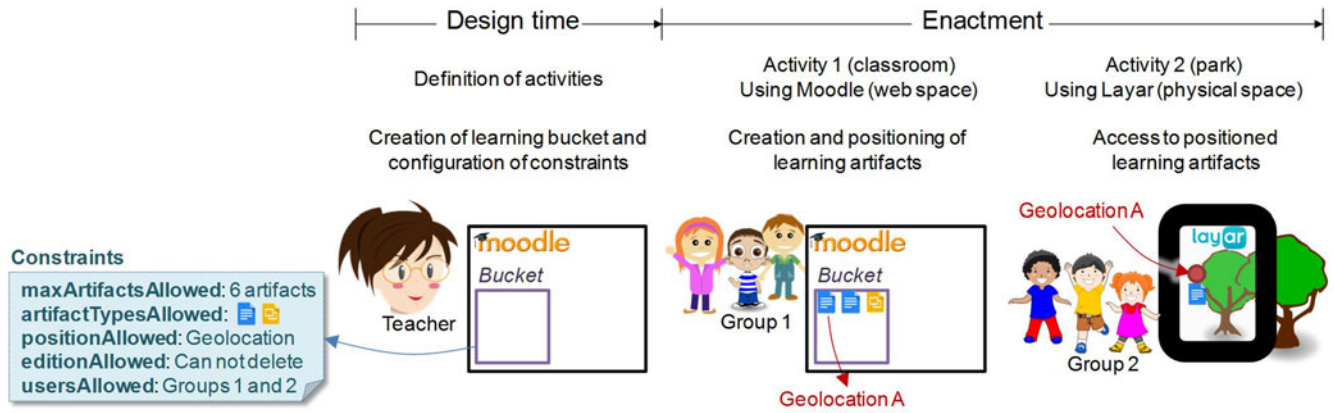 Design time
Enactment
Definition of activities
Activity 1 (classroom)
Using Moodle (web space)
Activity 2 (park)
Using Layar (physical space)
Creation of learning bucket and
configuration of constraints
Creation and positioning of
learning artifacts
Access to positioned
learning artifacts
Constraints
maxArtifactsAllowed: 6 artifacts
artifactTypesAllowed:
positionAllowed: Geolocation
editionAllowed: Can not delete
usersAllowed: Groups 1 and 2
Teacher
moodle
Bucket
Group 1
moodle
Bucket
Geolocation A
Geolocation A
layar
Group 2